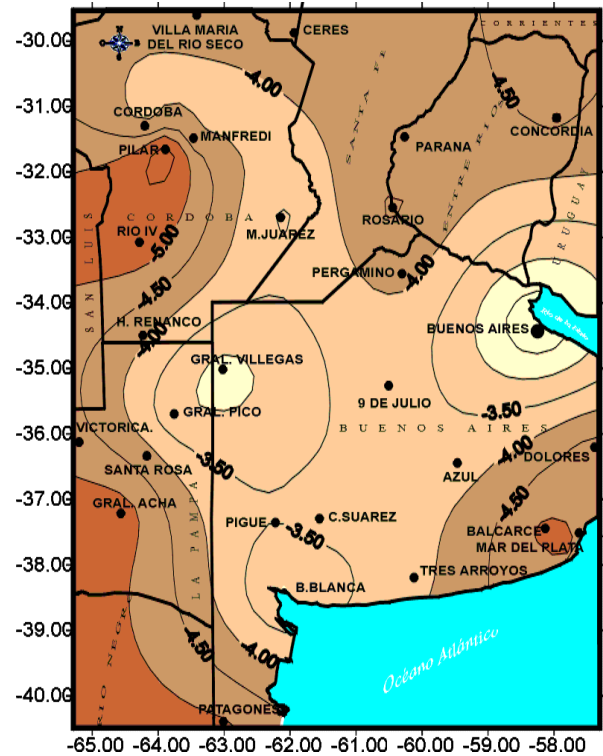 -30.00
-31.00
-32.00
-33.00
-34.00
-35.00
-36.00
-37.00
-38.00
-39.00
-40.00
VILLA MARIA
DEL RIO SECO
CERES
CORRIENTES
-4.00
-4.50
SANTA FE
CORDOBA
MANFREDI
PILAR
PARANA
CONCORDIA
ENTRE RIOS
URUGUAY
CORDOBA
ROSARIO
M.JUAREZ
RIO IV
-5.00
SAN LUIS
PERGAMINO
-4.00
-4.50
H. RENANCO
-4.00
BUENOS AIRES
GRAL. VILLEGAS
9 DE JULIO
GRAL. PICO
-3.50
BUENOS AIRES
VICTORICA.
-4.00
DOLORES
SANTA ROSA
-3.50
AZUL
-4.50
GRAL. ACHA
LA PAMPA
PIGUE
C.SUAREZ
-3.50
BALCARCE
MAR DEL PLATA
TRES ARROYOS
B.BLANCA
RIO NEGRO
-4.50
-4.00
Océano Atlántico
PATAGONES
-65.00 -64.00 -63.00 -62.00 -61.00 -60.00 -59.00 -58.00